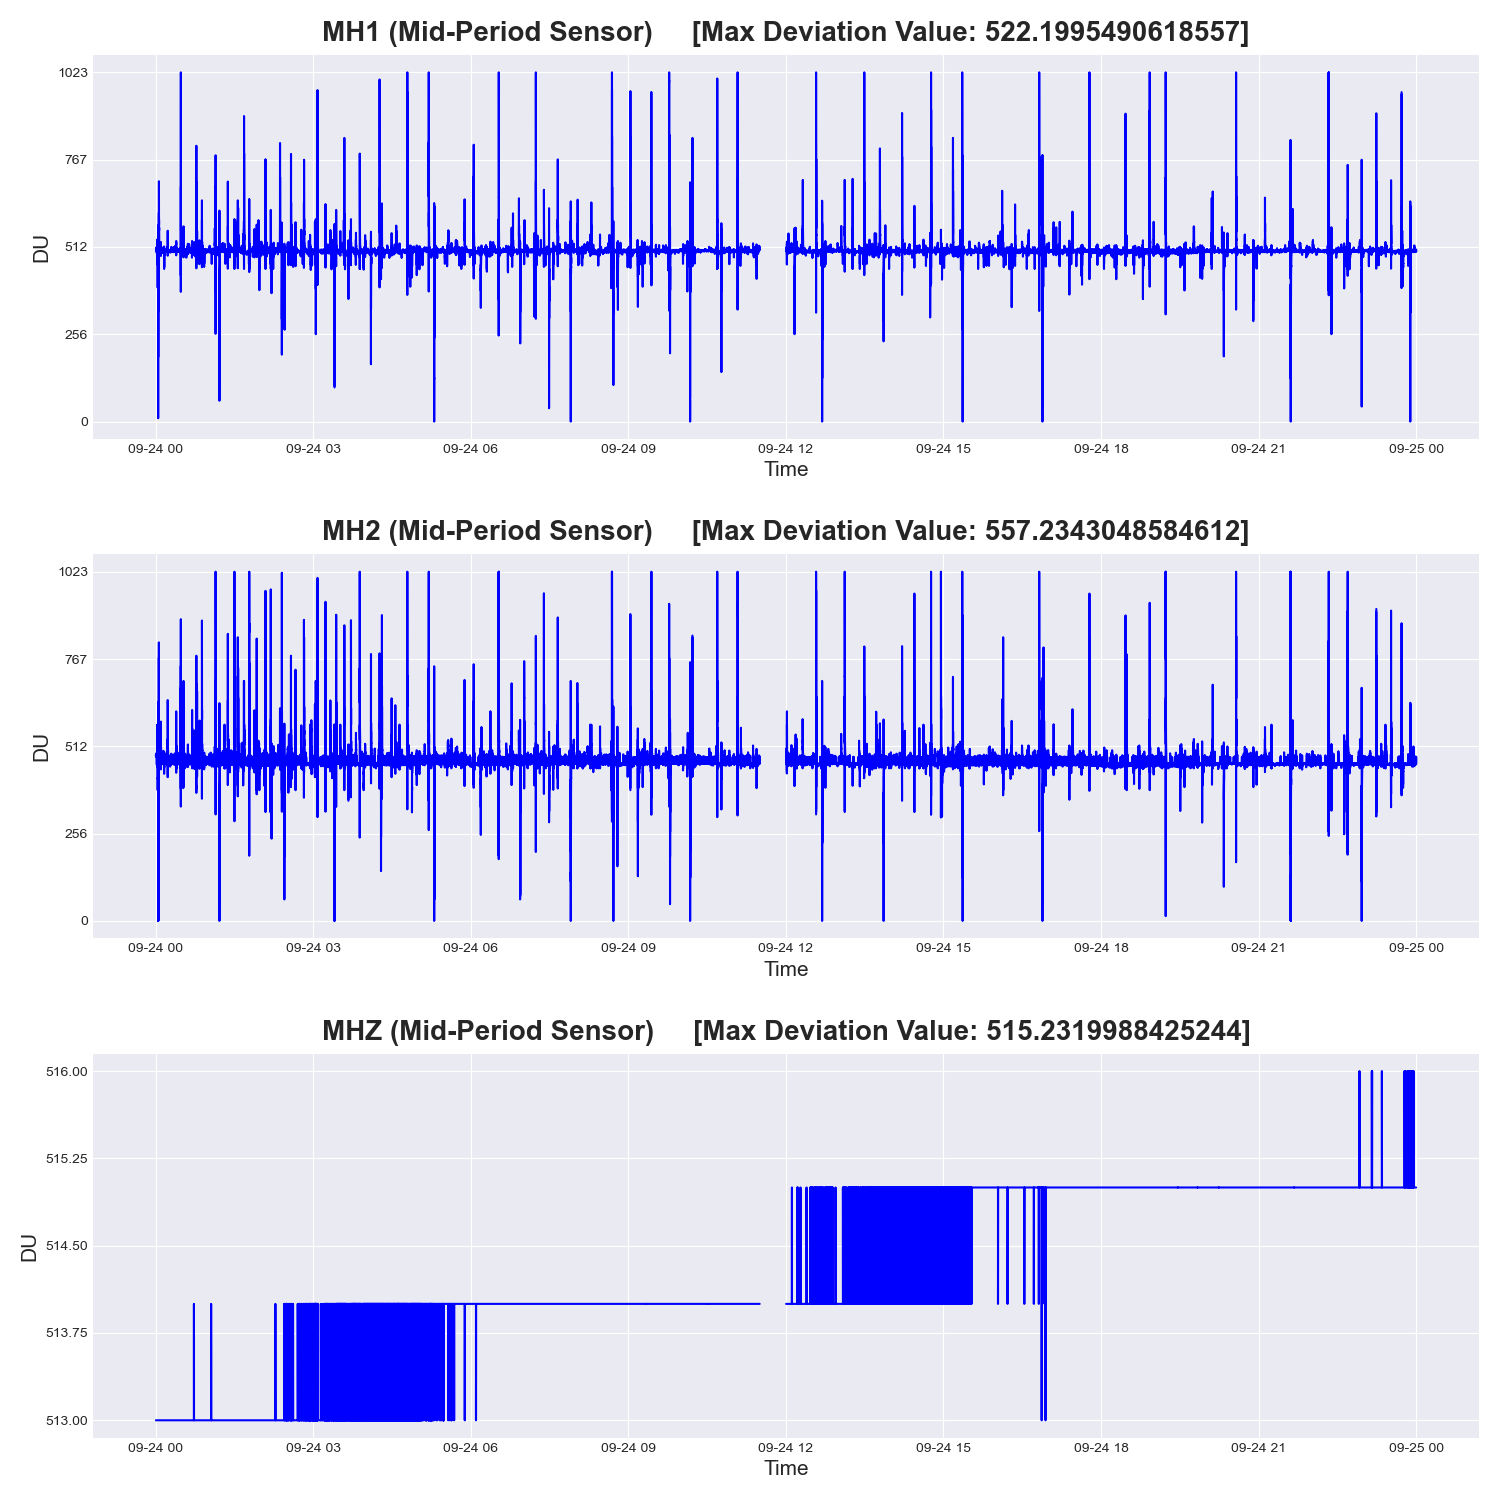 MH1 (Mid-Period Sensor) [Max Deviation Value: 522.1995490618557]
1023
767
512
256
0
DU
09-24 00 09-24 03 09-24 06 09-24 09 09-24 12 09-24 15 09-24 18 09-24 21 09-25 00
Time
MH2 (Mid-Period Sensor) [Max Deviation Value: 557.2343048584612]
1023
767
512
256
0
DU
09-24 00 09-24 03 09-24 06 09-24 09 09-24 12 09-24 15 09-24 18 09-24 21 09-25 00
Time
MHZ (Mid-Period Sensor) [Max Deviation Value: 515.2319988425244]
516.00
515.25
514.50
513.75
513.00
DU
09-24 00 09-24 03 09-24 06 09-24 09 09-24 12 09-24 15 09-24 18 09-24 21 09-25 00
Time